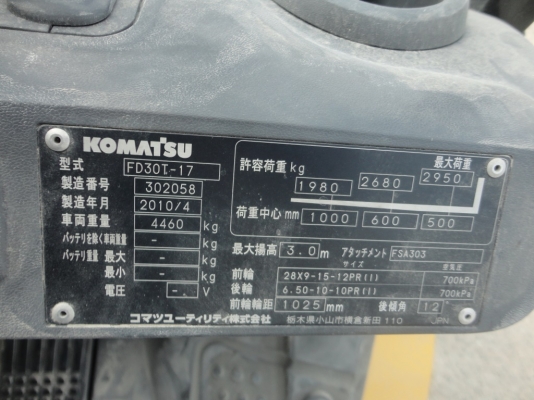 KOMATSU
型式 FD30T-17
製造番号 302058
製造年月 2010/4
車両重量 4460 kg
バッテリを除く車両重量 - kg
バッテリ重量 最大 - kg
最小 - kg
電圧 - V
コマツユーティリティ株式会社
許容荷重 kg 最大荷重
1980 2680 2950
荷重中心 mm 1000 600 500
最大揚高 3.0 m アタッチメント FSA303
サイズ 空気圧
前輪 28X9-15-12PR(I) 700kPa
後輪 6.50-10-10PR(I) 700kPa
前輪輪距 1025 mm 後傾角 12
栃木県小山市横倉新田110 JPN